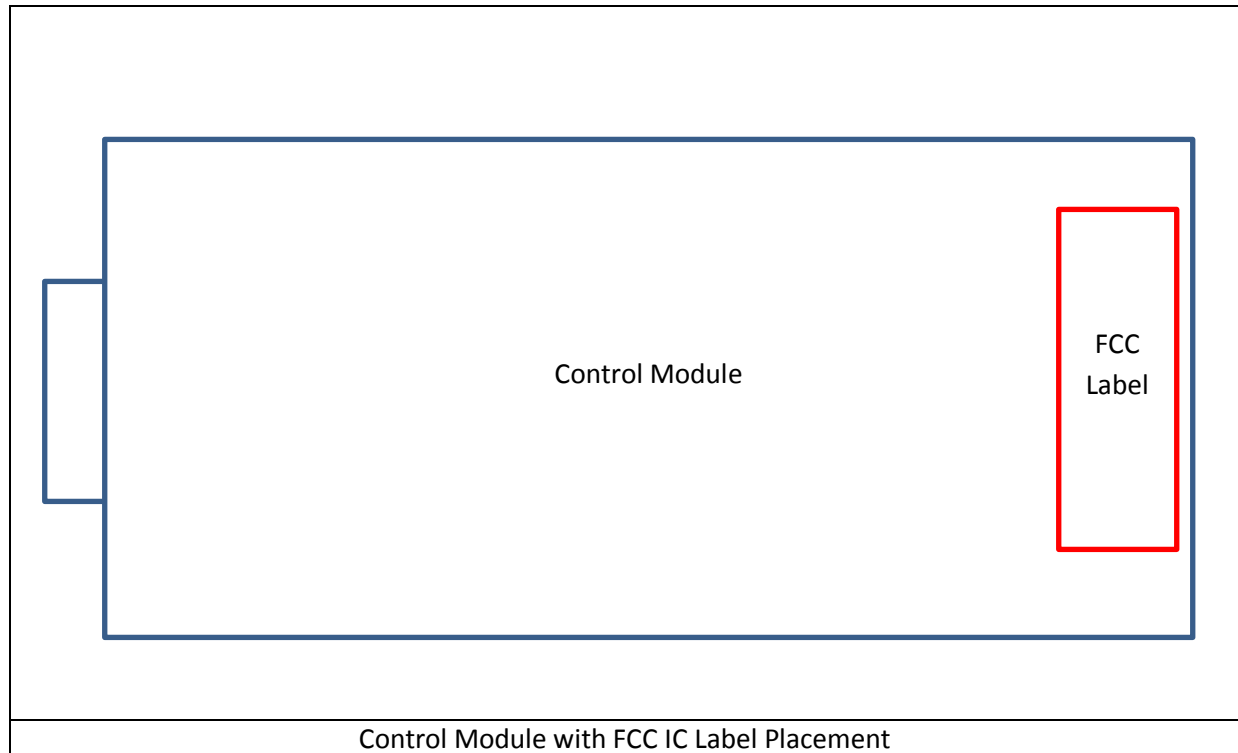 Control Module
FCC
Label
Control Module with FCC IC Label Placement